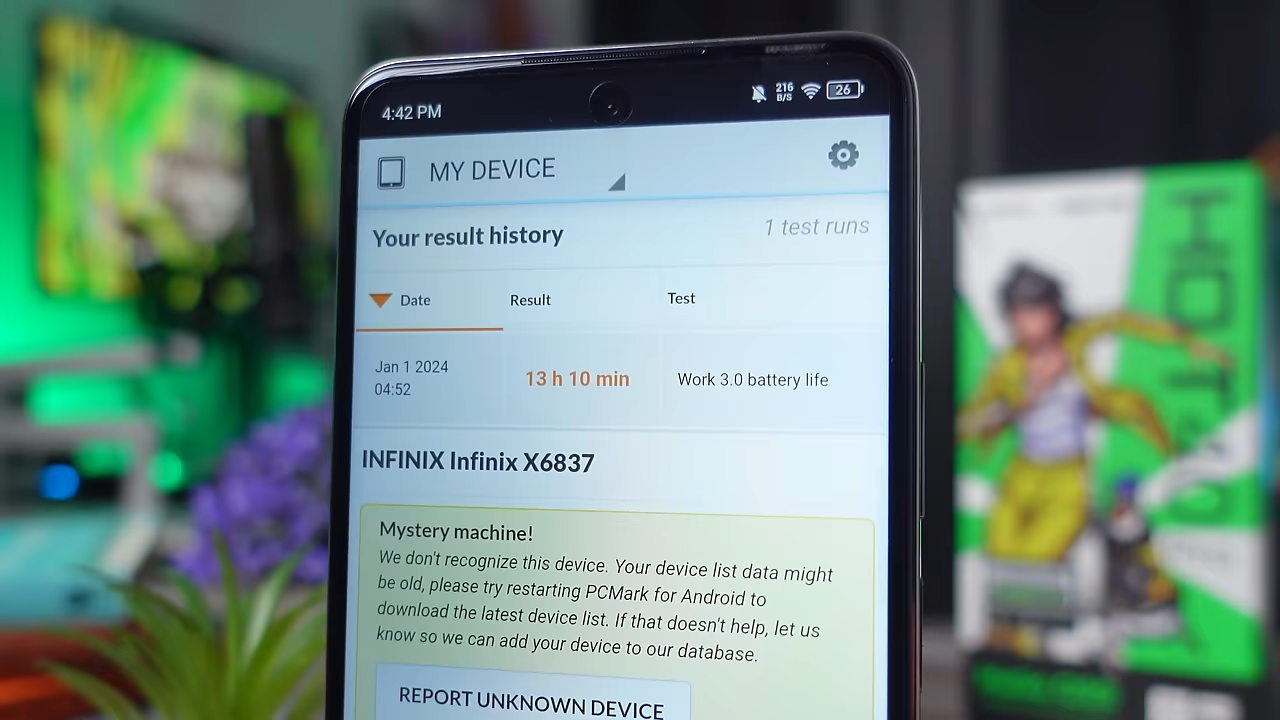 4:42 PM
216
B/S
26
MY DEVICE
Your result history
1 test runs
Date
Result
Test
Jan 1 2024
04:52
13 h 10 min
Work 3.0 battery life
INFINIX Infinix X6837
Mystery machine!
We don't recognize this device. Your device list data might
be old, please try restarting PCMark for Android to
download the latest device list. If that doesn't help, let us
know so we can add your device to our database.
REPORT UNKNOWN DEVICE
HOT 40